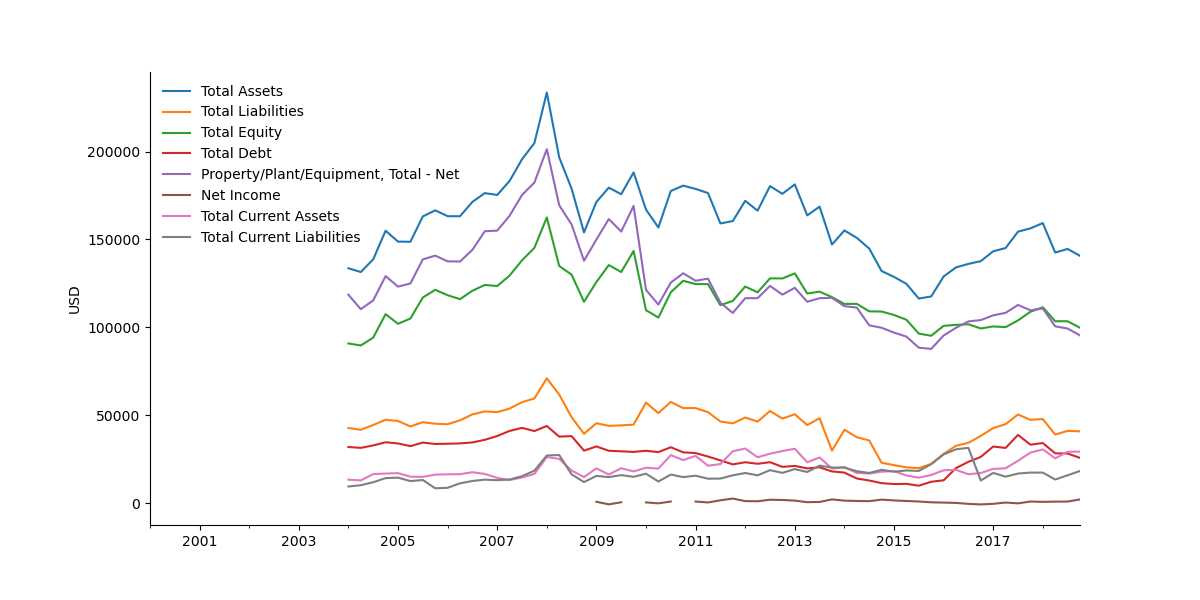 Total Assets
Total Liabilities
Total Equity
Total Debt
Property/Plant/Equipment, Total - Net
Net Income
Total Current Assets
Total Current Liabilities
USD
200000
150000
100000
50000
0
2001 2003 2005 2007 2009 2011 2013 2015 2017